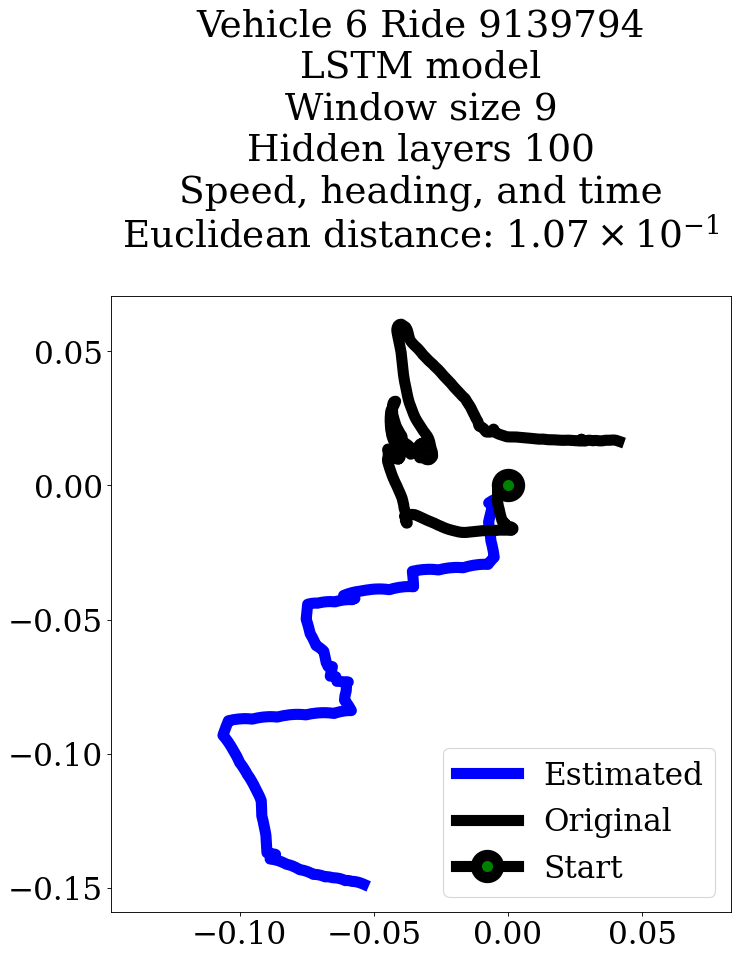 Vehicle 6 Ride 9139794
LSTM model
Window size 9
Hidden layers 100
Speed, heading, and time
Euclidean distance: 1.07 × 10⁻¹
0.05
0.00
−0.05
−0.10
−0.15
Estimated
Original
Start
−0.10 −0.05 0.00 0.05